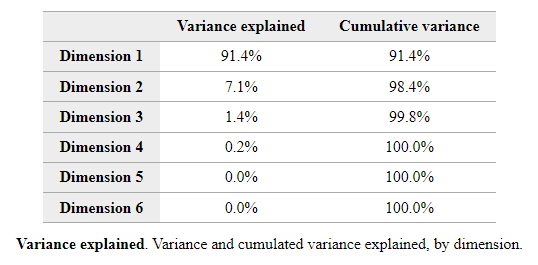 Variance explained Cumulative variance
Dimension 1 91.4% 91.4%
Dimension 2 7.1% 98.4%
Dimension 3 1.4% 99.8%
Dimension 4 0.2% 100.0%
Dimension 5 0.0% 100.0%
Dimension 6 0.0% 100.0%
Variance explained. Variance and cumulated variance explained, by dimension.